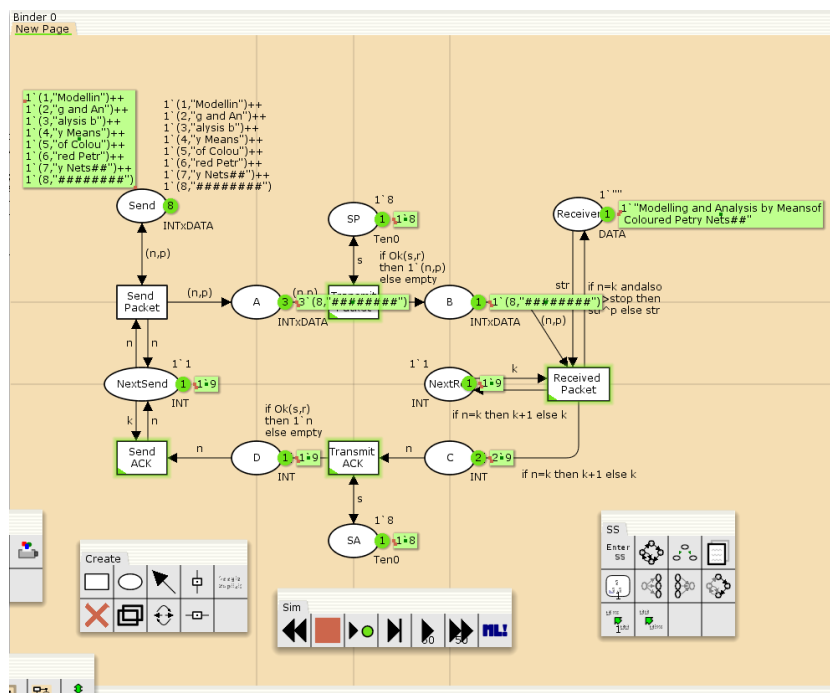 Binder 0
New Page
1`(1,"Modellin")++
1`(2,"g and An")++
1`(3,"alysis b")++
1`(4,"y Means")++
1`(5,"of Colou")++
1`(6,"red Petr")++
1`(7,"y Nets##")++
1`(8,"########")
1`(1,"Modellin")++
1`(2,"g and An")++
1`(3,"alysis b")++
1`(4,"y Means")++
1`(5,"of Colou")++
1`(6,"red Petr")++
1`(7,"y Nets##")++
1`(8,"########")
Send
8
INTxDATA
1`8
SP
1
1`8
Ten0
1`""
Receiver
1
1`"Modelling and Analysis by Meansof
Coloured Petry Nets##"
DATA
(n,p)
s
if Ok(s,r)
then 1`(n,p)
else empty
str
if n=k andalso
stop then
str^p else str
Send
Packet
(n,p)
A
3
3`(8,"########")
INTxDATA
B
1
1`(8,"########")
INTxDATA
(n,p)
n
n
1`1
NextSend
1
1`9
INT
1`1
1
1`9
INT
k
Received
Packet
if n=k then k+1 else k
k
n
if Ok(s,r)
then 1`n
else empty
Send
ACK
n
D
1
1`9
INT
Transmit
ACK
n
C
2
2`9
INT
if n=k then k+1 else k
s
1`8
SA
1
1`8
Ten0
Create
Sim
50
ML!
SS
Enter
SS
1
1